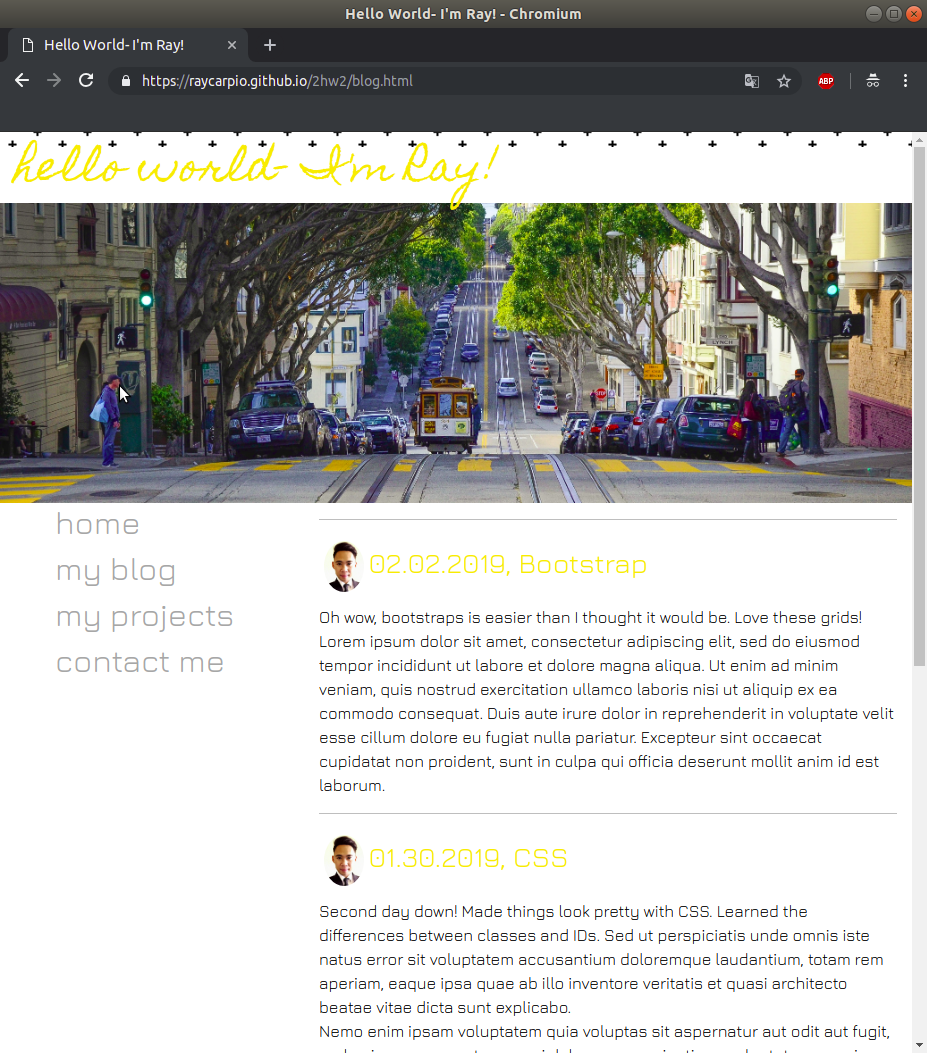 Hello World- I'm Ray! - Chromium
Hello World- I'm Ray!
https://raycarpio.github.io/2hw2/blog.html
ABP
hello world- I'm Ray!
LYNCH
STOP
home
my blog
my projects
contact me
02.02.2019, Bootstrap
Oh wow, bootstraps is easier than I thought it would be. Love these grids!
Lorem ipsum dolor sit amet, consectetur adipiscing elit, sed do eiusmod
tempor incididunt ut labore et dolore magna aliqua. Ut enim ad minim
veniam, quis nostrud exercitation ullamco laboris nisi ut aliquip ex ea
commodo consequat. Duis aute irure dolor in reprehenderit in voluptate velit
esse cillum dolore eu fugiat nulla pariatur. Excepteur sint occaecat
cupidatat non proident, sunt in culpa qui officia deserunt mollit anim id est
laborum.
01.30.2019, CSS
Second day down! Made things look pretty with CSS. Learned the
differences between classes and IDs. Sed ut perspiciatis unde omnis iste
natus error sit voluptatem accusantium doloremque laudantium, totam rem
aperiam, eaque ipsa quae ab illo inventore veritatis et quasi architecto
beatae vitae dicta sunt explicabo.
Nemo enim ipsam voluptatem quia voluptas sit aspernatur aut odit aut fugit,